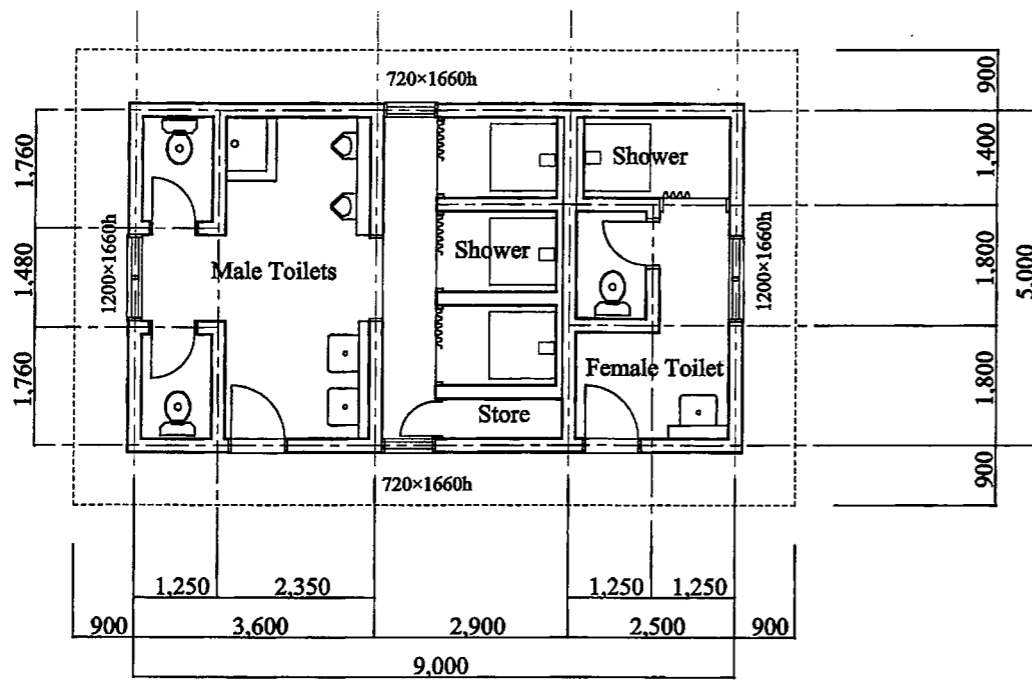 720×1660h
900
1,760
1,400
Shower
1200×1660h
1,480
Male Toilets
Shower
1,800
1200×1660h
5,000
1,760
Female Toilet
1,800
Store
720×1660h
900
1,250 2,350 1,250 1,250
900 3,600 2,900 2,500 900
9,000